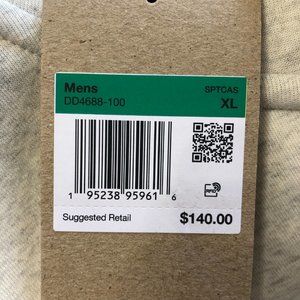 Mens SPTCAS
DD4688-100 XL
1 95238 95961 6
Suggested Retail $140.00